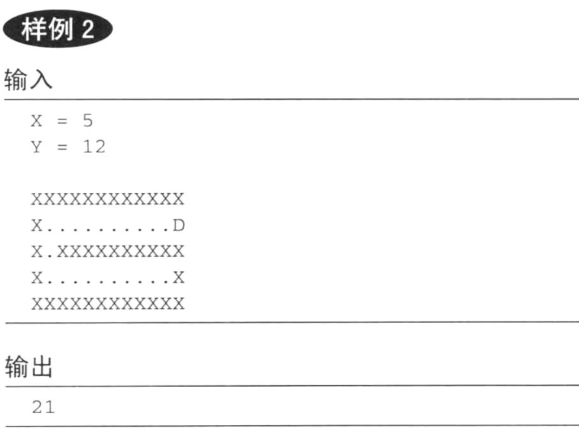 样例 2
输入
X = 5
Y = 12
XXXXXXXXXXXX
X..........D
X.XXXXXXXXXX
X..........X
XXXXXXXXXXXX
输出
21